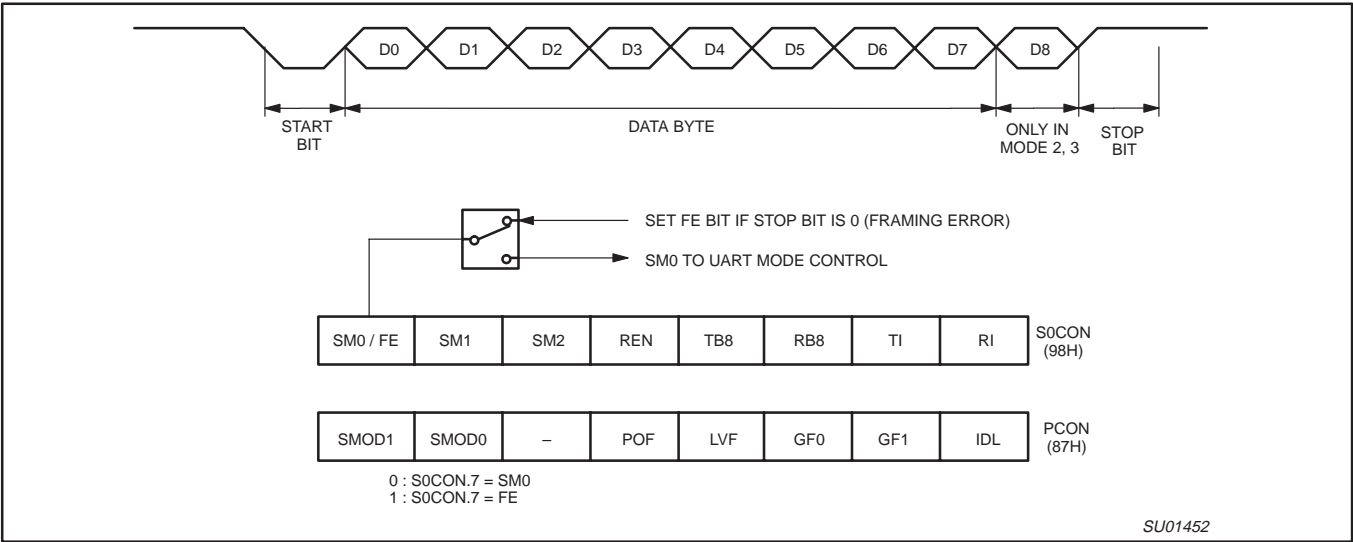 D0 D1 D2 D3 D4 D5 D6 D7 D8
START
BIT
DATA BYTE
ONLY IN
MODE 2, 3
STOP
BIT
SET FE BIT IF STOP BIT IS 0 (FRAMING ERROR)
SM0 TO UART MODE CONTROL
SM0 / FE SM1 SM2 REN TB8 RB8 TI RI
S0CON
(98H)
SMOD1 SMOD0 – POF LVF GF0 GF1 IDL
PCON
(87H)
0 : S0CON.7 = SM0
1 : S0CON.7 = FE
SU01452